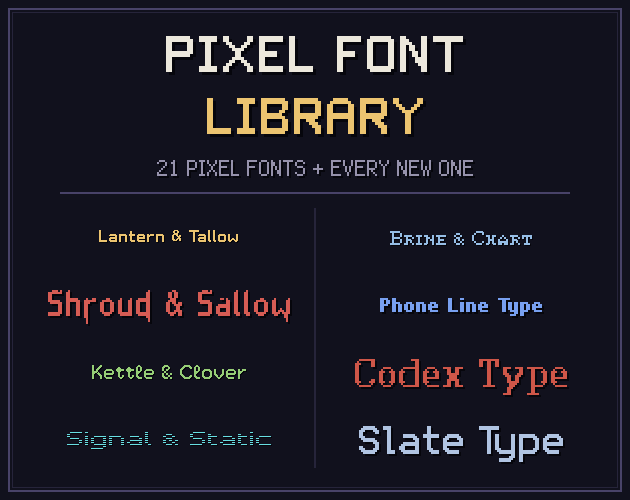 PIXEL FONT
LIBRARY
21 PIXEL FONTS + EVERY NEW ONE
Lantern & Tallow
Shroud & Sallow
Kettle & Clover
Signal & Static
Brine & Chart
Phone Line Type
Codex Type
Slate Type